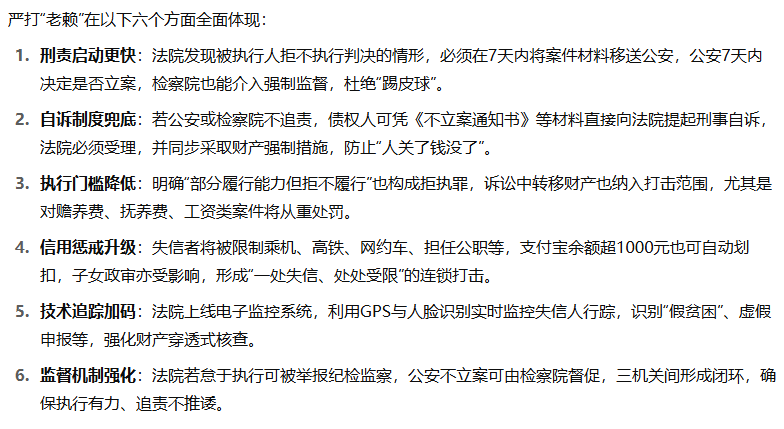 严打“老赖”在以下六个方面全面体现：
1. 刑责启动更快：法院发现被执行人拒不执行判决的情形，必须在7天内将案件材料移送公安，公安7天内
决定是否立案，检察院也能介入强制监督，杜绝“踢皮球”。
2. 自诉制度兜底：若公安或检察院不追责，债权人可凭《不立案通知书》等材料直接向法院提起刑事自诉，
法院必须受理，并同步采取财产强制措施，防止“人关了钱没了”。
3. 执行门槛降低：明确“部分履行能力但拒不履行”也构成拒执罪，诉讼中转移财产也纳入打击范围，尤其是
对赡养费、抚养费、工资类案件将从重处罚。
4. 信用惩戒升级：失信者将被限制乘机、高铁、网约车、担任公职等，支付宝余额超1000元也可自动划
扣，子女政审亦受影响，形成“一处失信、处处受限”的连锁打击。
5. 技术追踪加码：法院上线电子监控系统，利用GPS与人脸识别实时监控失信人行踪，识别“假贫困”、虚假
申报等，强化财产穿透式核查。
6. 监督机制强化：法院若怠于执行可被举报纪检监察，公安不立案可由检察院督促，三机关间形成闭环，确
保执行有力、追责不推诿。